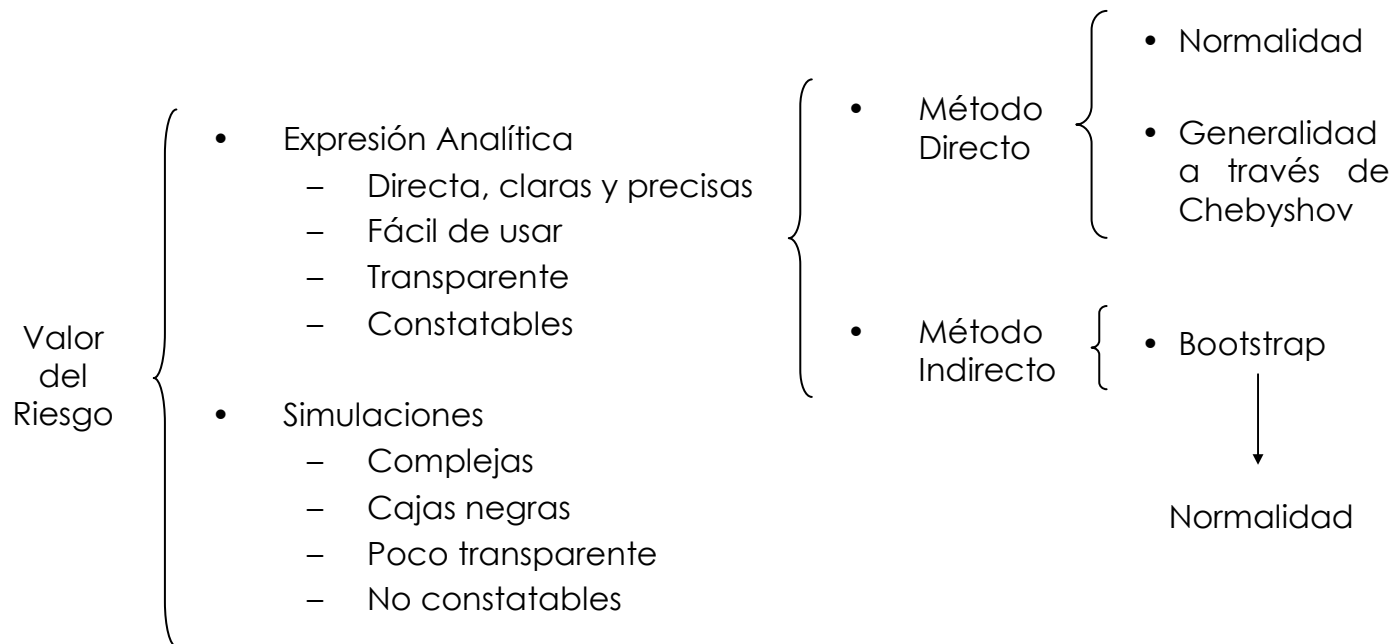 Valor
del
Riesgo
• Expresión Analítica
– Directa, claras y precisas
– Fácil de usar
– Transparente
– Constatables
• Simulaciones
– Complejas
– Cajas negras
– Poco transparente
– No constatables
• Método
Directo
• Normalidad
• Generalidad
a través de
Chebyshov
• Método
Indirecto
• Bootstrap
Normalidad